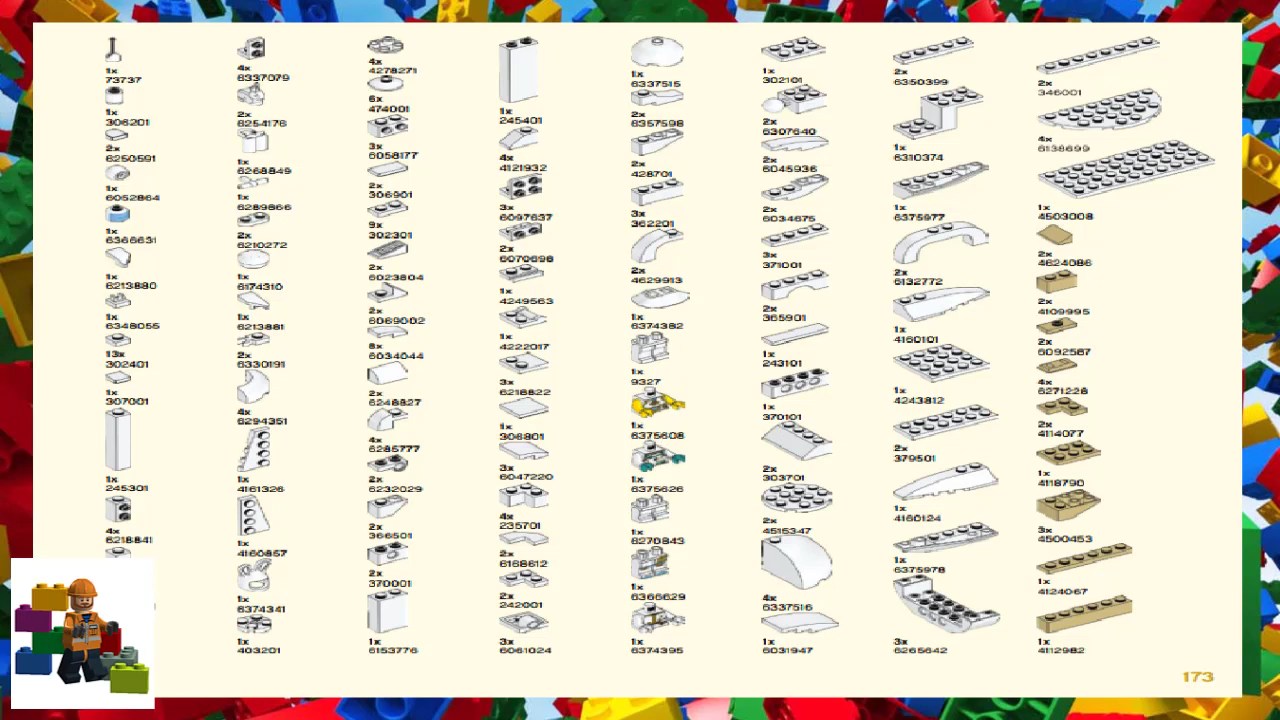 1x
73737
1x
306201
2x
6250591
1x
6052864
1x
6366631
1x
6213880
1x
6348055
13x
302401
1x
307001
1x
245301
4x
6218841
4x
6337079
2x
6254176
1x
6268849
1x
6289866
2x
6210272
1x
6174310
1x
6213881
2x
6330191
4x
6294351
1x
4161326
1x
4160857
1x
6374341
1x
403201
4x
4278271
6x
474001
3x
6058177
2x
306901
9x
302301
2x
6023804
2x
6069002
8x
6034044
2x
6248827
4x
6285777
2x
6232029
2x
366501
2x
370001
1x
6153776
1x
245401
4x
4121932
3x
6097637
2x
6070698
1x
4249563
1x
4222017
3x
6218822
1x
306801
3x
6047220
4x
235701
2x
6168612
2x
242001
3x
6061024
1x
6337515
2x
6357598
2x
428701
3x
362201
2x
4629913
1x
6374382
1x
9327
1x
6375608
1x
6375626
1x
6270843
1x
6366629
1x
6374395
1x
302101
2x
6307640
2x
6045936
2x
6034675
3x
371001
2x
365901
1x
243101
1x
370101
2x
303701
2x
4515347
4x
6337516
1x
6031947
2x
6350399
1x
6310374
1x
6375977
2x
6132772
1x
4160101
1x
4243812
2x
379501
1x
4160124
1x
6375978
3x
6265642
2x
346001
4x
6138699
1x
4503008
2x
4624086
2x
4109995
2x
6092587
4x
6271228
2x
4114077
1x
4118790
3x
4500453
1x
4124067
1x
4112982
173